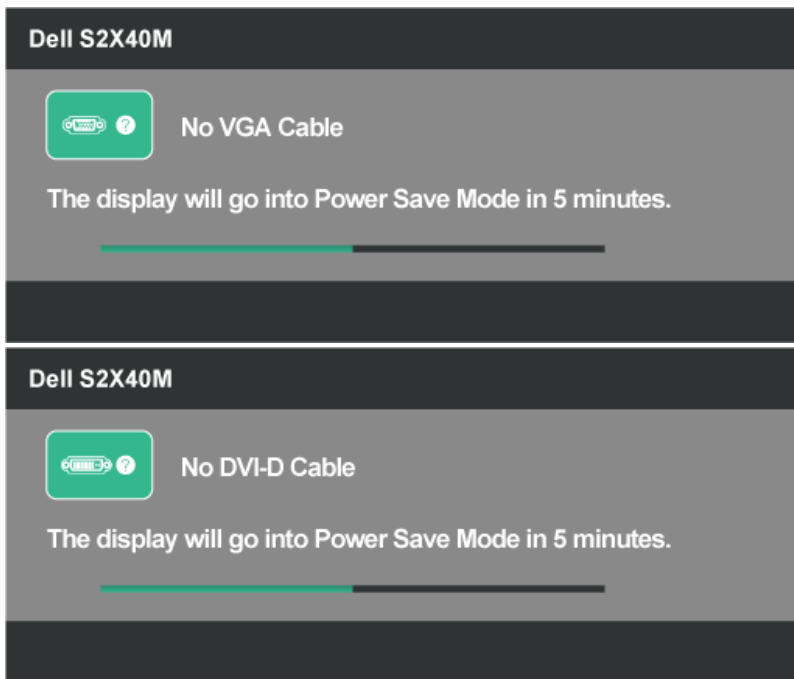 Dell S2X40M
No VGA Cable
The display will go into Power Save Mode in 5 minutes.
Dell S2X40M
No DVI-D Cable
The display will go into Power Save Mode in 5 minutes.